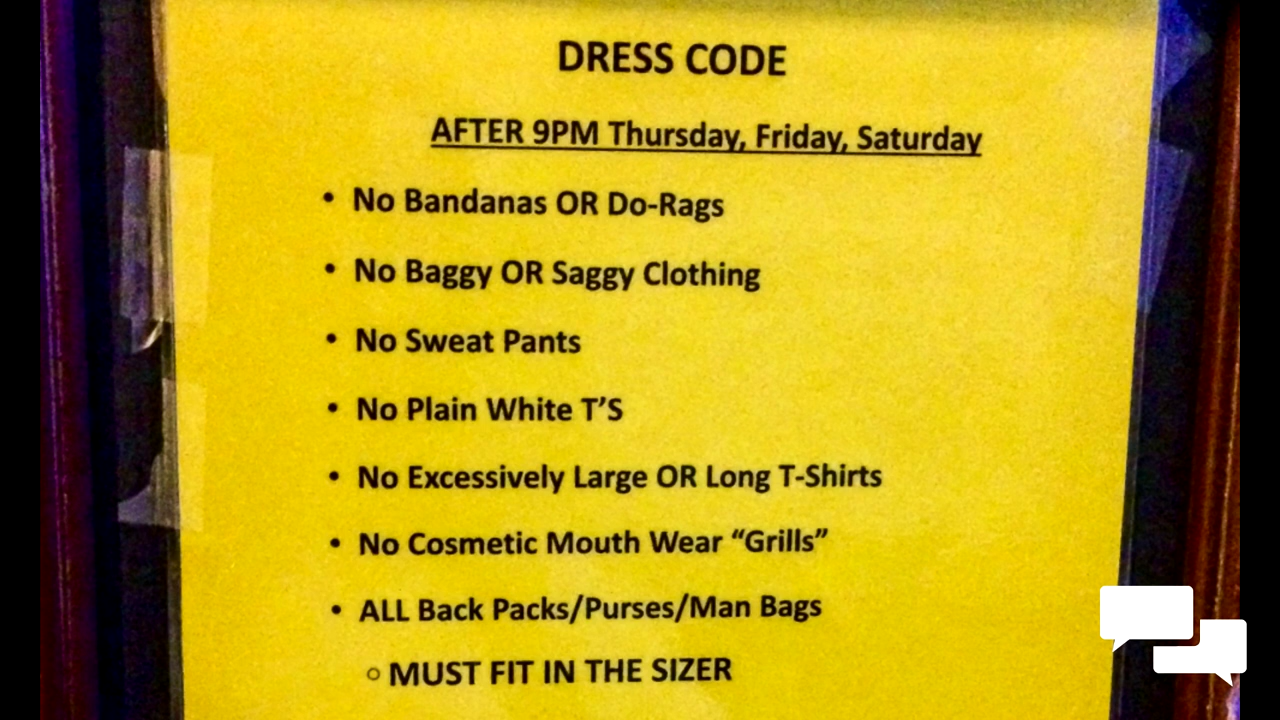 DRESS CODE
AFTER 9PM Thursday, Friday, Saturday
• No Bandanas OR Do-Rags
• No Baggy OR Saggy Clothing
• No Sweat Pants
• No Plain White T’S
• No Excessively Large OR Long T-Shirts
• No Cosmetic Mouth Wear “Grills”
• ALL Back Packs/Purses/Man Bags
○ MUST FIT IN THE SIZER